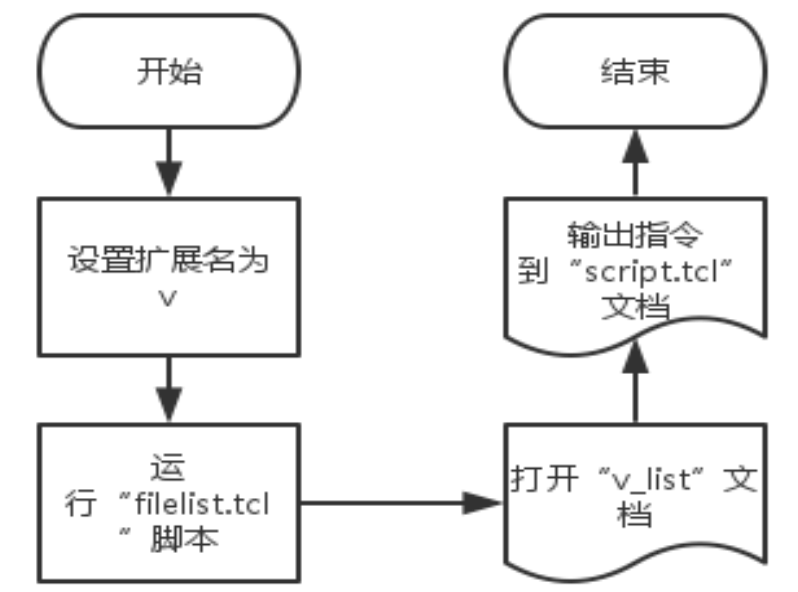 开始
设置扩展名为
v
运
行“filelist.tcl
”脚本
打开“v_list”文
档
输出指令
到“script.tcl”
文档
结束